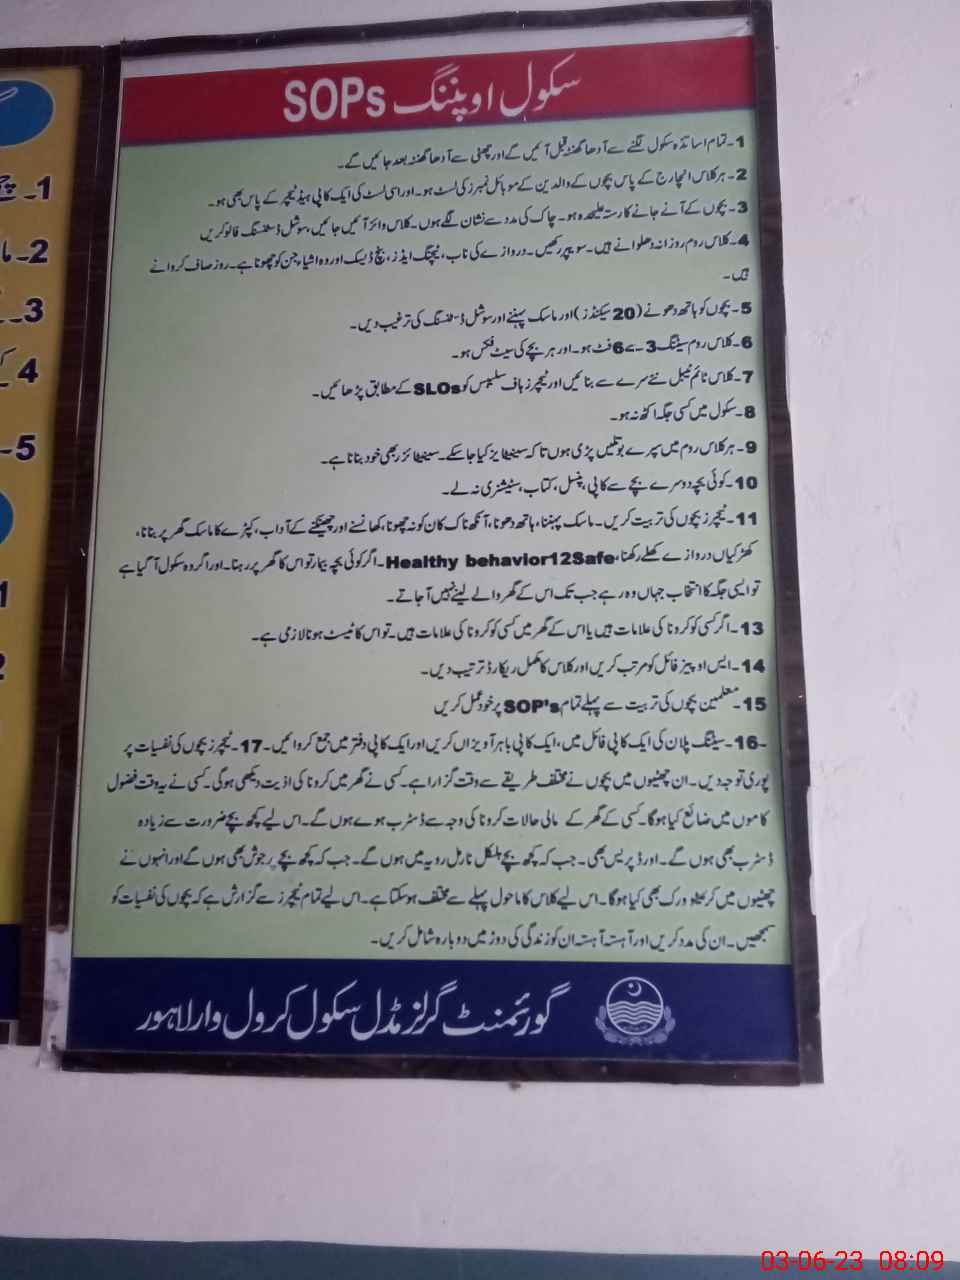 سکول اوپننگ SOPs
1۔تمام اساتذہ سکول لگنے سے آدھا گھنٹہ قبل آئیں گے اور چھٹی سے آدھا گھنٹہ بعد جائیں گے۔
2۔ہر کلاس انچارج کے پاس بچوں کے والدین کے موبائل نمبرز کی لسٹ ہو۔اور اسی لسٹ کی ایک کاپی ہیڈ ٹیچر کے پاس بھی ہو۔
3۔بچوں کے آنے جانے کا رستہ علیحدہ ہو۔چاک کی مدد سے نشان لگے ہوں۔کلاس وائز آئیں جائیں،سوشل ڈسٹنسنگ فالو کریں
4۔کلاس روم روزانہ دھلوانے ہیں۔سویپر رکھیں۔دروازے کی ناب،ٹیچنگ ایڈز،بنچ ڈیسک اور وہ اشیاء جن کو چھونا ہے۔روز صاف کروانے
ہیں۔
5۔بچوں کو ہاتھ دھونے (20 سیکنڈز) اور ماسک پہننے اور سوشل ڈسٹنسنگ کی ترغیب دیں۔
6۔کلاس روم سیٹنگ 3 سے 6 فٹ ہو۔اور ہر بچے کی سیٹ فکس ہو۔
7۔کلاس ٹائم ٹیبل نئے سرے سے بنائیں اور ٹیچرز ہاف سلیبس کو SLOs کے مطابق پڑھائیں۔
8۔سکول میں کسی جگہ اکٹھ نہ ہو۔
9۔ہر کلاس روم میں سپرے بوتلیں پڑی ہوں تاکہ سینیٹایز کیا جاسکے۔سینیٹائزر بھی خود بنانا ہے۔
10۔کوئی بچہ دوسرے بچے سے کاپی،پنسل،کتاب،سٹیشنری نہ لے۔
11۔ٹیچرز بچوں کی تربیت کریں۔ماسک پہننا،ہاتھ دھونا،آنکھ ناک کان کو نہ چھونا،کھانسنے اور چھینکنے کے آداب،کپڑے کا ماسک گھر پر بنانا،
کھڑکیاں دروازے کھلے رکھنا،Healthy behavior12Safe۔اگر کوئی بچہ بیمار تو اس کا گھر پر رہنا۔اور اگر وہ سکول آگیا ہے
تو ایسی جگہ کا انتخاب جہاں وہ رہے جب تک اس کے گھر والے لینے نہیں آجاتے۔
13۔اگر کسی کو کرونا کی علامات ہیں یا اس کے گھر میں کسی کو کرونا کی علامات ہیں۔تو اس کا ٹیسٹ ہونا لازمی ہے۔
14۔ایس او پیز فائل کو مرتب کریں اور کلاس کا مکمل ریکارڈ ترتیب دیں۔
15۔معلمین بچوں کی تربیت سے پہلے تمام SOP's پر خود عمل کریں
۔16۔سیٹنگ پلان کی ایک کاپی فائل میں،ایک کاپی باہر آویزاں کریں اور ایک کاپی دفتر میں جمع کروائیں۔17۔ٹیچرز بچوں کی نفسیات پر
پوری توجہ دیں۔ان چھٹیوں میں بچوں نے مختلف طریقے سے وقت گزارا ہے۔کسی نے گھر میں کرونا کی اذیت دیکھی ہوگی۔کسی نے یہ وقت فضول
کاموں میں ضائع کیا ہوگا۔کسی کے گھر کے مالی حالات کرونا کی وجہ سے ڈسٹرب ہوے ہوں گے۔اس لیے کچھ بچے ضرورت سے زیادہ
ڈسٹرب بھی ہوں گے۔اور ڈپریس بھی۔جب کہ کچھ بچے بلکل نارمل رویہ میں ہوں گے۔جب کہ کچھ بچے پرجوش بھی ہوں گے اور انہوں نے
چھٹیوں میں کریٹو ورک بھی کیا ہوگا۔اس لیے کلاس کا ماحول پہلے سے مختلف ہوسکتا ہے۔اس لیے تمام ٹیچرز سے گزارش ہے کہ بچوں کی نفسیات کو
سمجھیں۔ان کی مدد کریں اور آہستہ آہستہ ان کو زندگی کی دوڑ میں دوبارہ شامل کریں۔
گورنمنٹ گرلز مڈل سکول کرول وار لاہور
1۔
2۔
3۔
4
5۔
1
2
03-06-23 08:09